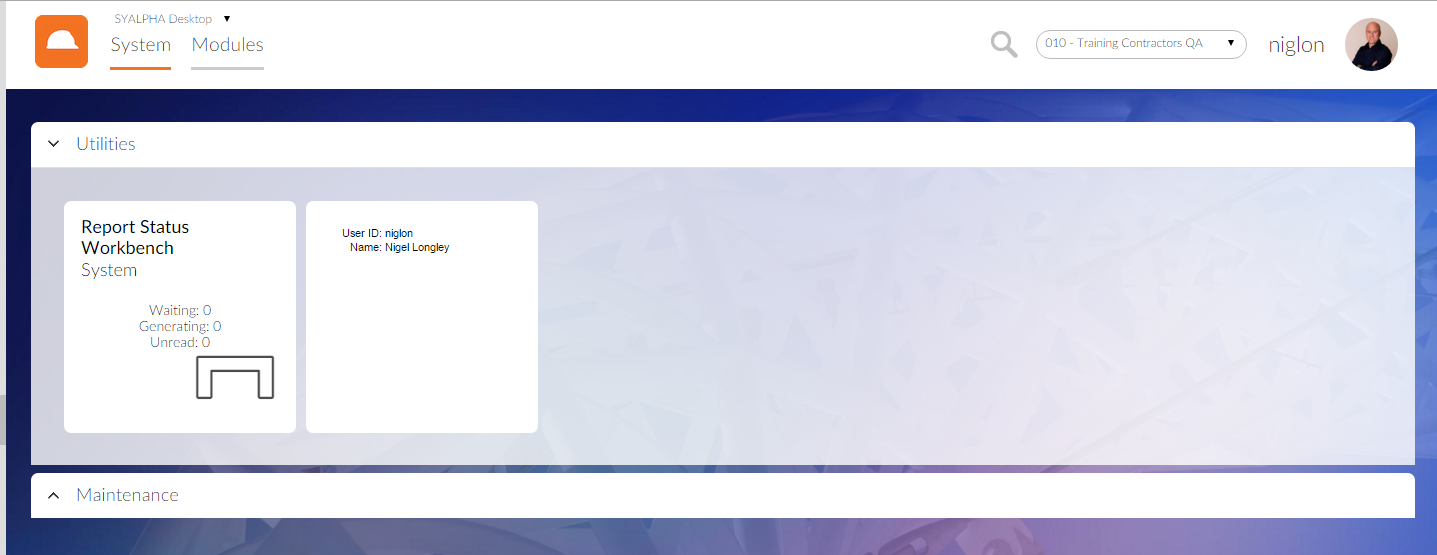 SYALPHA Desktop
System Modules
010 - Training Contractors QA
niglon
Utilities
Report Status
Workbench
System
Waiting: 0
Generating: 0
Unread: 0
User ID: niglon
Name: Nigel Longley
Maintenance